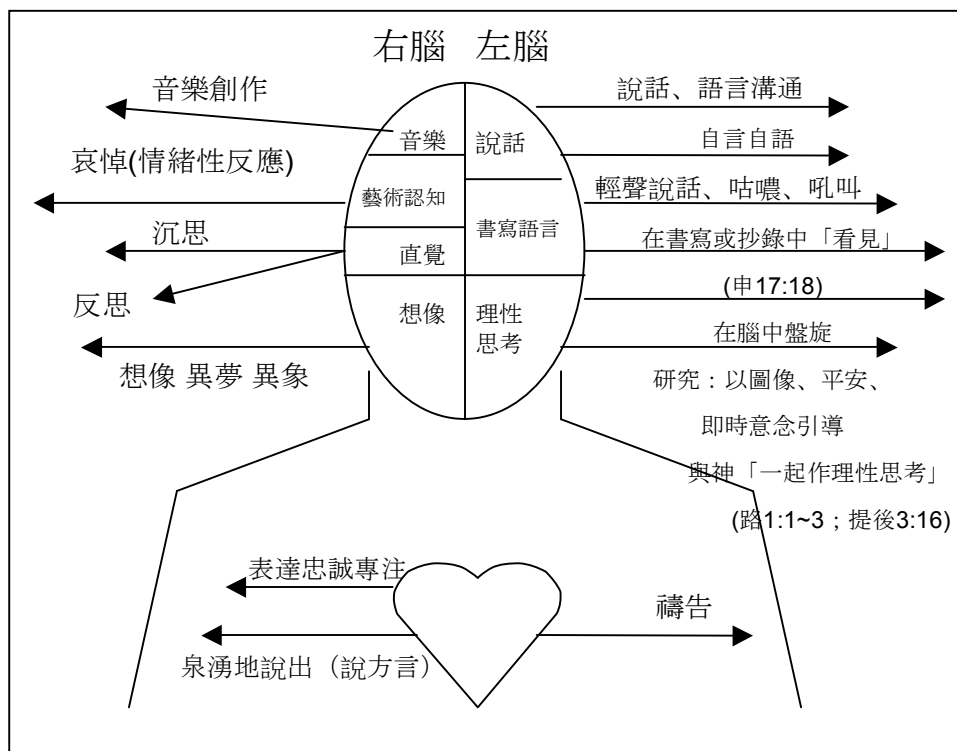 右腦 左腦
音樂創作
哀悼(情緒性反應)
沉思
反思
想像 異夢 異象
音樂
藝術認知
直覺
想像
說話
書寫語言
理性
思考
說話、語言溝通
自言自語
輕聲說話、咕噥、吼叫
在書寫或抄錄中「看見」
(申17:18)
在腦中盤旋
研究：以圖像、平安、
即時意念引導
與神「一起作理性思考」
(路1:1~3；提後3:16)
表達忠誠專注
泉湧地說出（說方言）
禱告